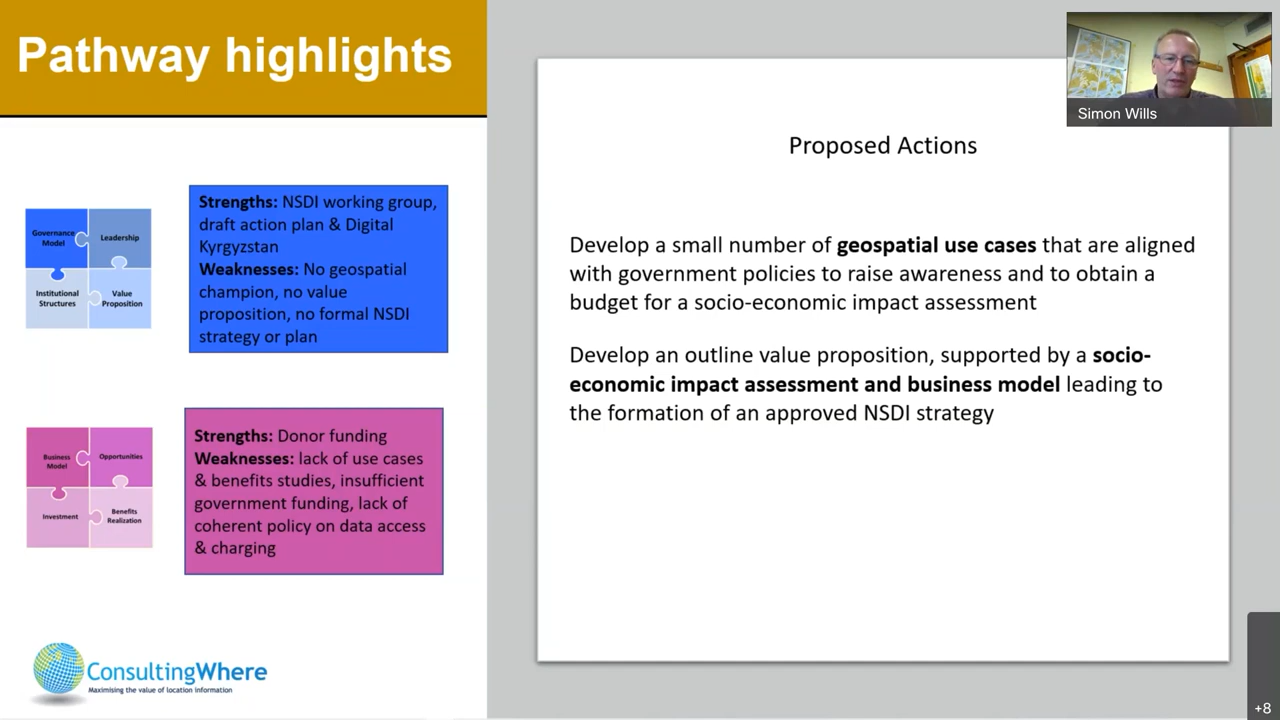 Pathway highlights
Governance
Model
Leadership
Institutional
Structures
Value
Proposition
Strengths: NSDI working group,
draft action plan & Digital
Kyrgyzstan
Weaknesses: No geospatial
champion, no value
proposition, no formal NSDI
strategy or plan
Business
Model
Opportunities
Investment
Benefits
Realization
Strengths: Donor funding
Weaknesses: lack of use cases
& benefits studies, insufficient
government funding, lack of
coherent policy on data access
& charging
ConsultingWhere
Maximising the value of location information
Proposed Actions
Develop a small number of geospatial use cases that are aligned
with government policies to raise awareness and to obtain a
budget for a socio-economic impact assessment
Develop an outline value proposition, supported by a socio-
economic impact assessment and business model leading to
the formation of an approved NSDI strategy
Simon Wills
+8